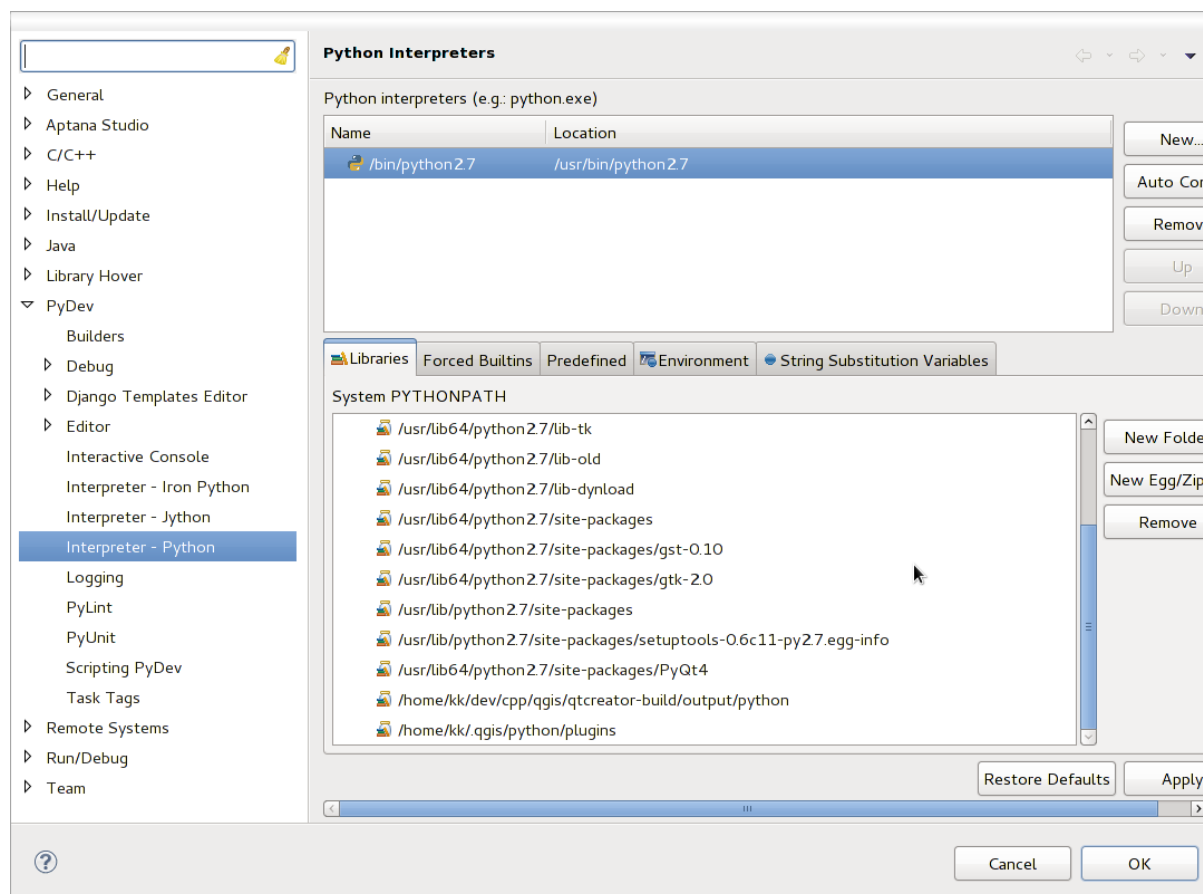 Python Interpreters
General
Aptana Studio
C/C++
Help
Install/Update
Java
Library Hover
PyDev
Builders
Debug
Django Templates Editor
Editor
Interactive Console
Interpreter - Iron Python
Interpreter - Jython
Interpreter - Python
Logging
PyLint
PyUnit
Scripting PyDev
Task Tags
Remote Systems
Run/Debug
Team
Python interpreters (e.g.: python.exe)
Name Location
/bin/python2.7 /usr/bin/python2.7
New...
Auto Con
Remov
Up
Down
Libraries Forced Builtins Predefined Environment String Substitution Variables
System PYTHONPATH
/usr/lib64/python2.7/lib-tk
/usr/lib64/python2.7/lib-old
/usr/lib64/python2.7/lib-dynload
/usr/lib64/python2.7/site-packages
/usr/lib64/python2.7/site-packages/gst-0.10
/usr/lib64/python2.7/site-packages/gtk-2.0
/usr/lib/python2.7/site-packages
/usr/lib/python2.7/site-packages/setuptools-0.6c11-py2.7.egg-info
/usr/lib64/python2.7/site-packages/PyQt4
/home/kk/dev/cpp/qgis/qtcreator-build/output/python
/home/kk/.qgis/python/plugins
New Folde
New Egg/Zip
Remove
Restore Defaults Apply
Cancel OK